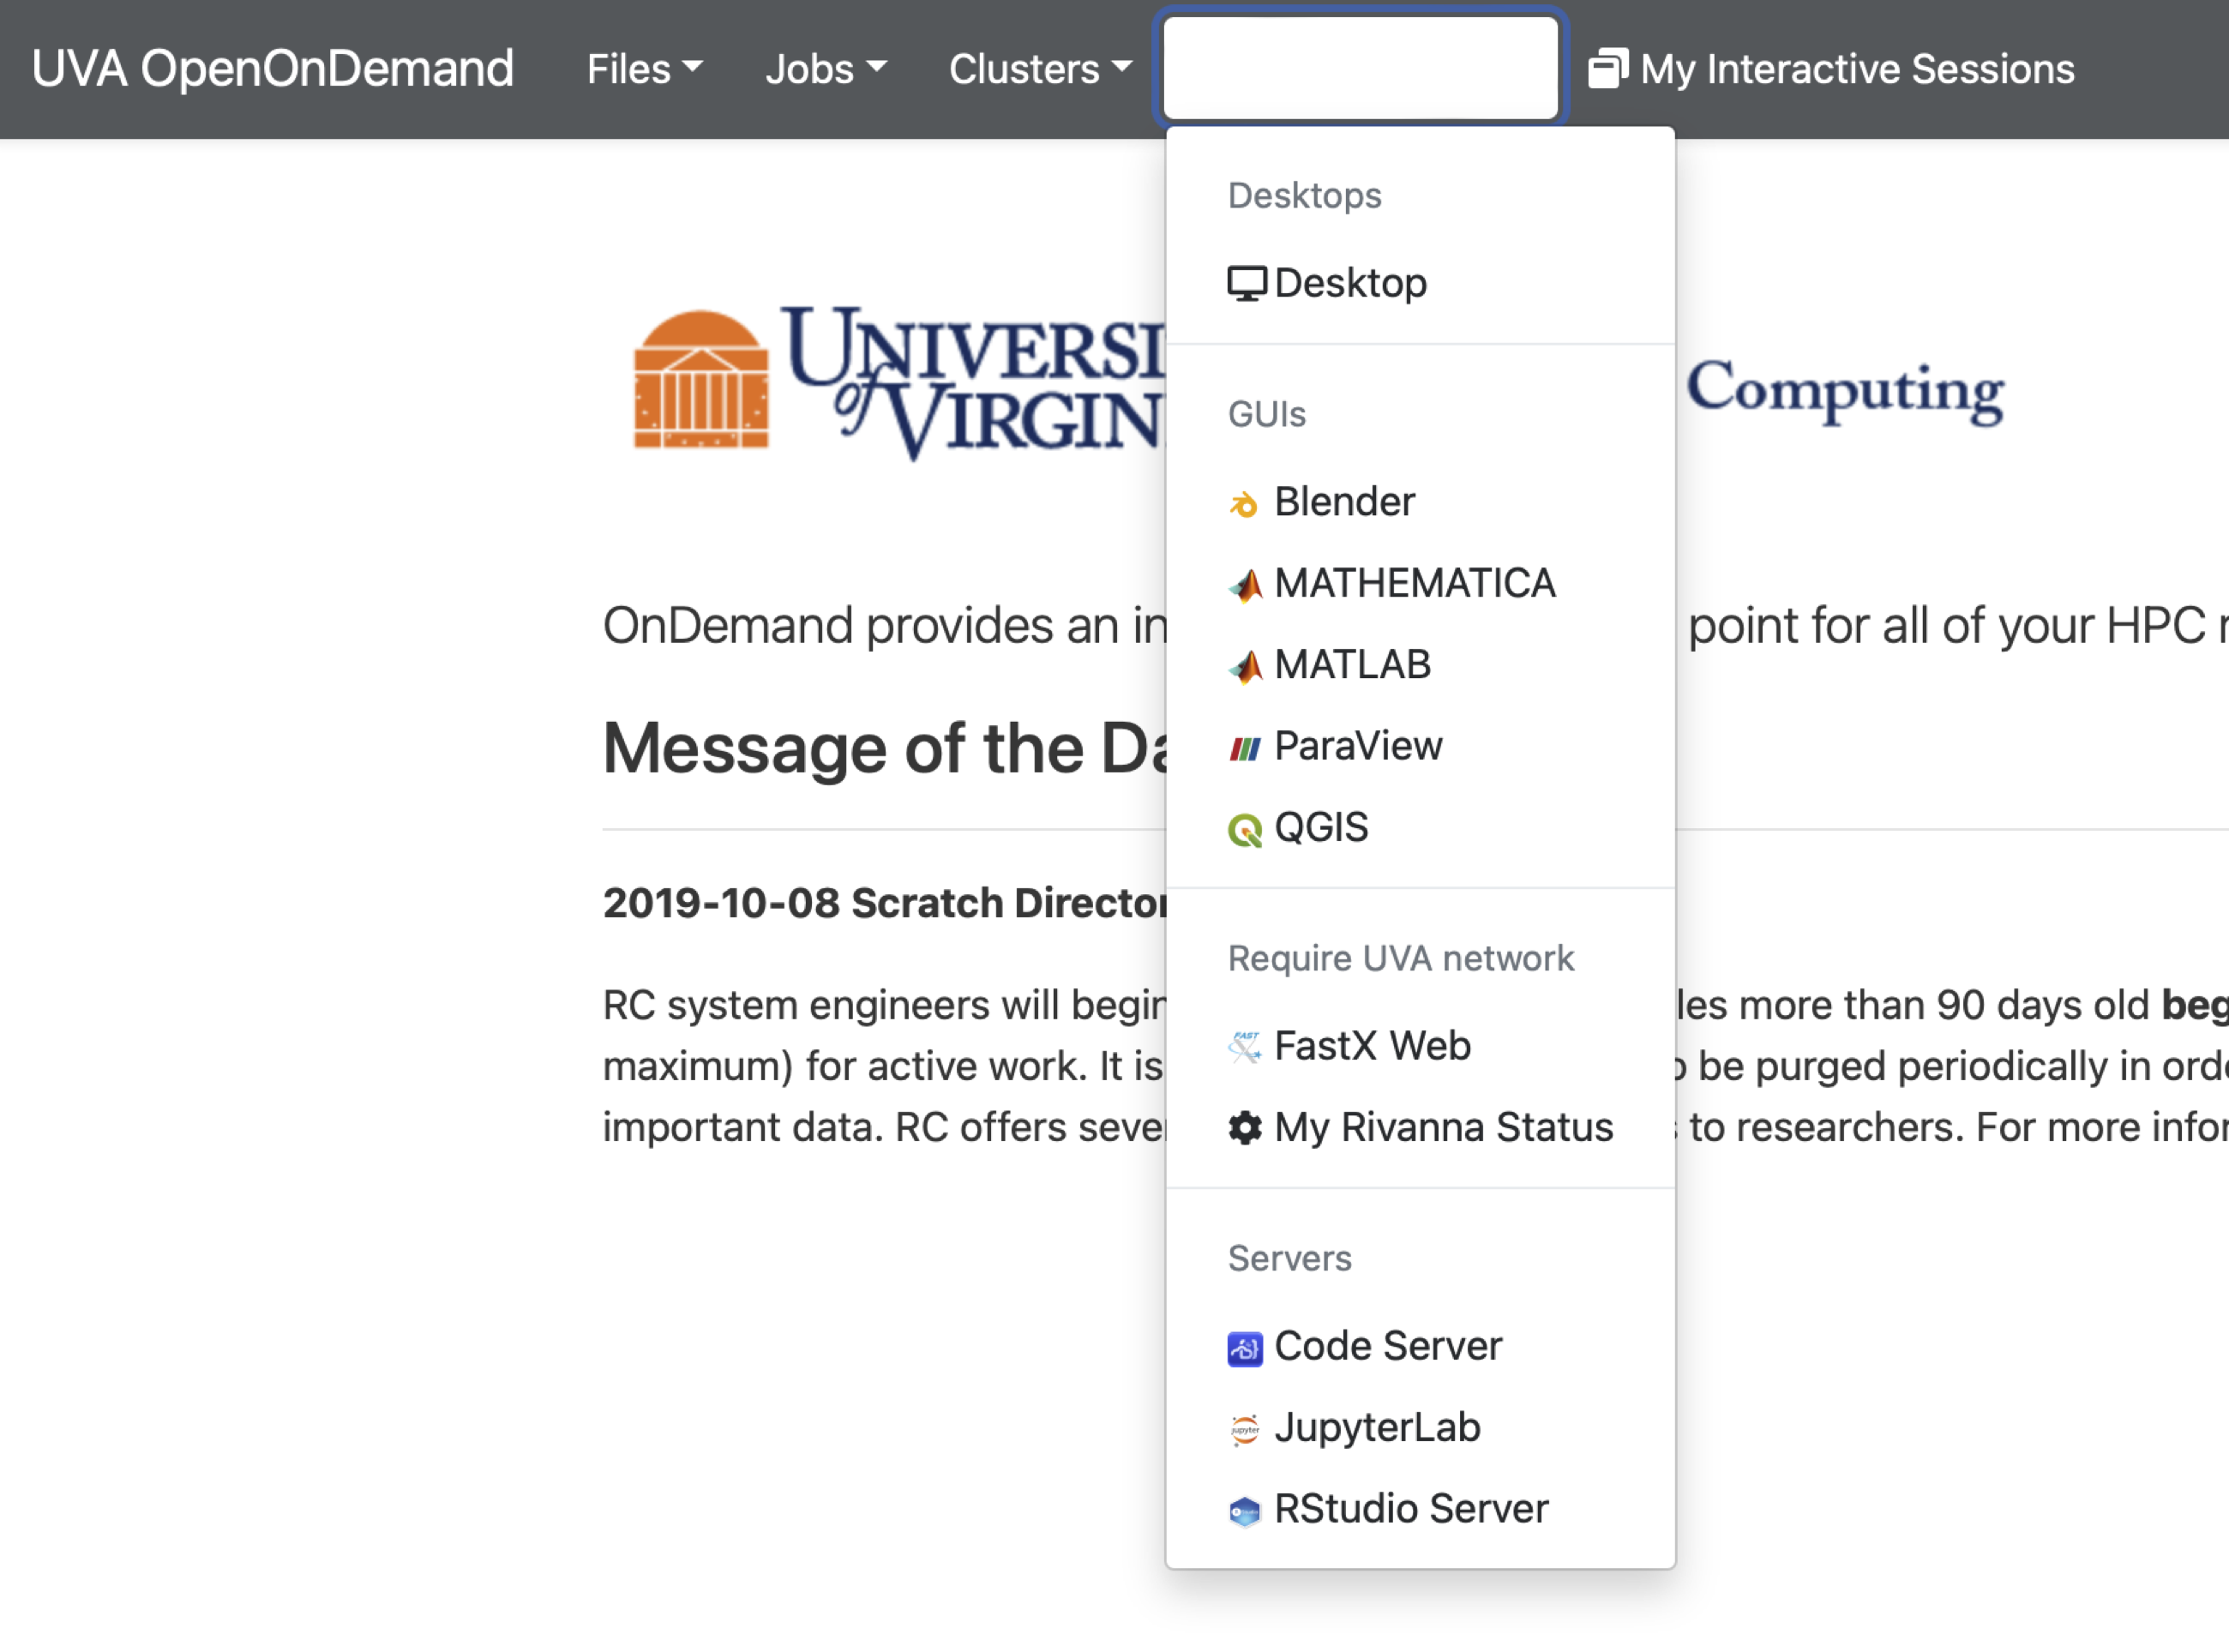 UVA OpenOnDemand Files Jobs Clusters My Interactive Sessions
Desktops
Desktop
GUIs
Blender
MATHEMATICA
MATLAB
ParaView
QGIS
Require UVA network
FastX Web
My Rivanna Status
Servers
Code Server
JupyterLab
RStudio Server
UNIVERSI
of VIRGIN
Computing
OnDemand provides an in point for all of your HPC r
Message of the Da
2019-10-08 Scratch Director
RC system engineers will begin les more than 90 days old beg
maximum) for active work. It is be purged periodically in orde
important data. RC offers seve to researchers. For more infor